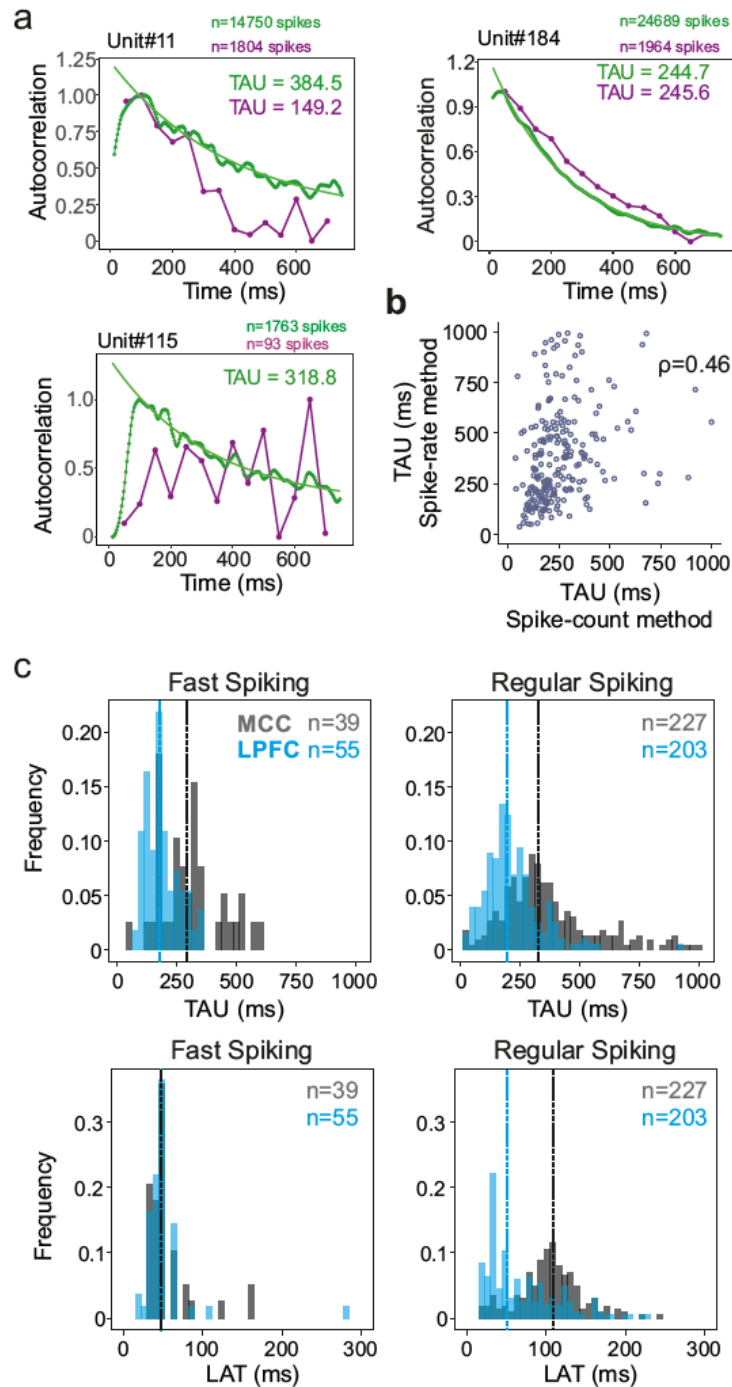 a
n=14750 spikes
n=1804 spikes
Unit#11
TAU = 384.5
TAU = 149.2
1.25
1.00
0.75
0.50
0.25
0
Autocorrelation
0 200 400 600
Time (ms)
n=24689 spikes
n=1964 spikes
Unit#184
TAU = 244.7
TAU = 245.6
1.2
0.9
0.6
0.3
0
Autocorrelation
0 200 400 600
Time (ms)
n=1763 spikes
n=93 spikes
Unit#115
TAU = 318.8
1.0
0.5
0
Autocorrelation
0 200 400 600
Time (ms)
b
1000
750
500
250
0
TAU (ms)
Spike-rate method
ρ=0.46
0 250 500 750 1000
TAU (ms)
Spike-count method
c
Fast Spiking
MCC n=39
LPFC n=55
0.20
0.15
0.10
0.05
0
Frequency
0 250 500 750 1000
TAU (ms)
Regular Spiking
n=227
n=203
0.20
0.15
0.10
0.05
0
0 250 500 750 1000
TAU (ms)
Fast Spiking
n=39
n=55
0.3
0.2
0.1
0
Frequency
0 100 200 300
LAT (ms)
Regular Spiking
n=227
n=203
0.3
0.2
0.1
0
0 100 200 300
LAT (ms)